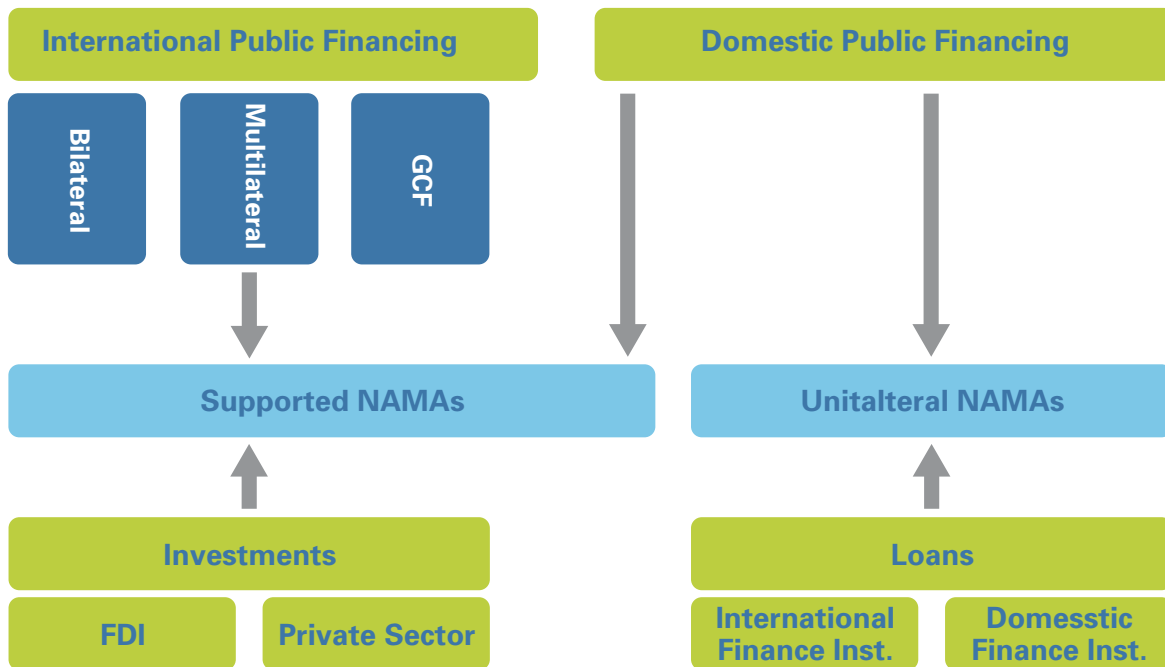 International Public Financing
Domestic Public Financing
Bilateral
Multilateral
GCF
Supported NAMAs
Unitalteral NAMAs
Investments
Loans
FDI
Private Sector
International
Finance Inst.
Domesstic
Finance Inst.